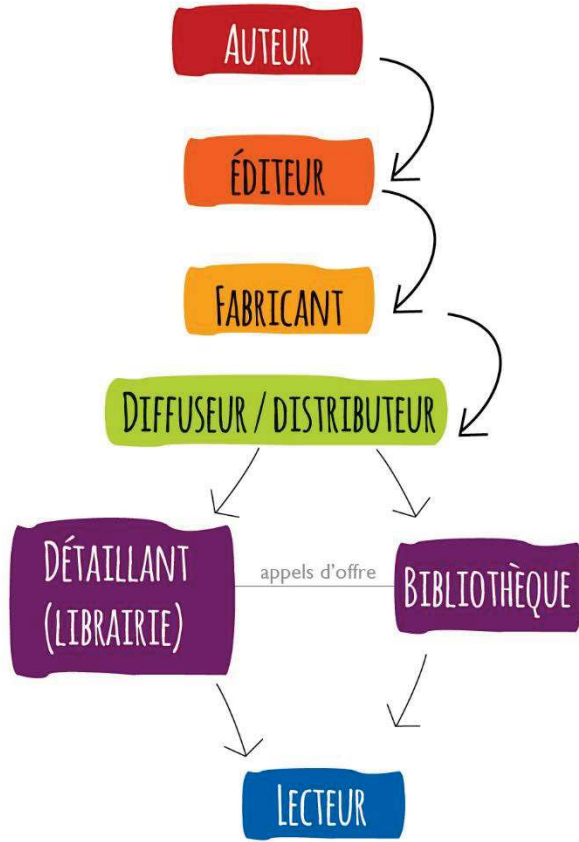 AUTEUR
ÉDITEUR
FABRICANT
DIFFUSEUR / DISTRIBUTEUR
DÉTAILLANT
(LIBRAIRIE)
appels d'offre
BIBLIOTHÈQUE
LECTEUR